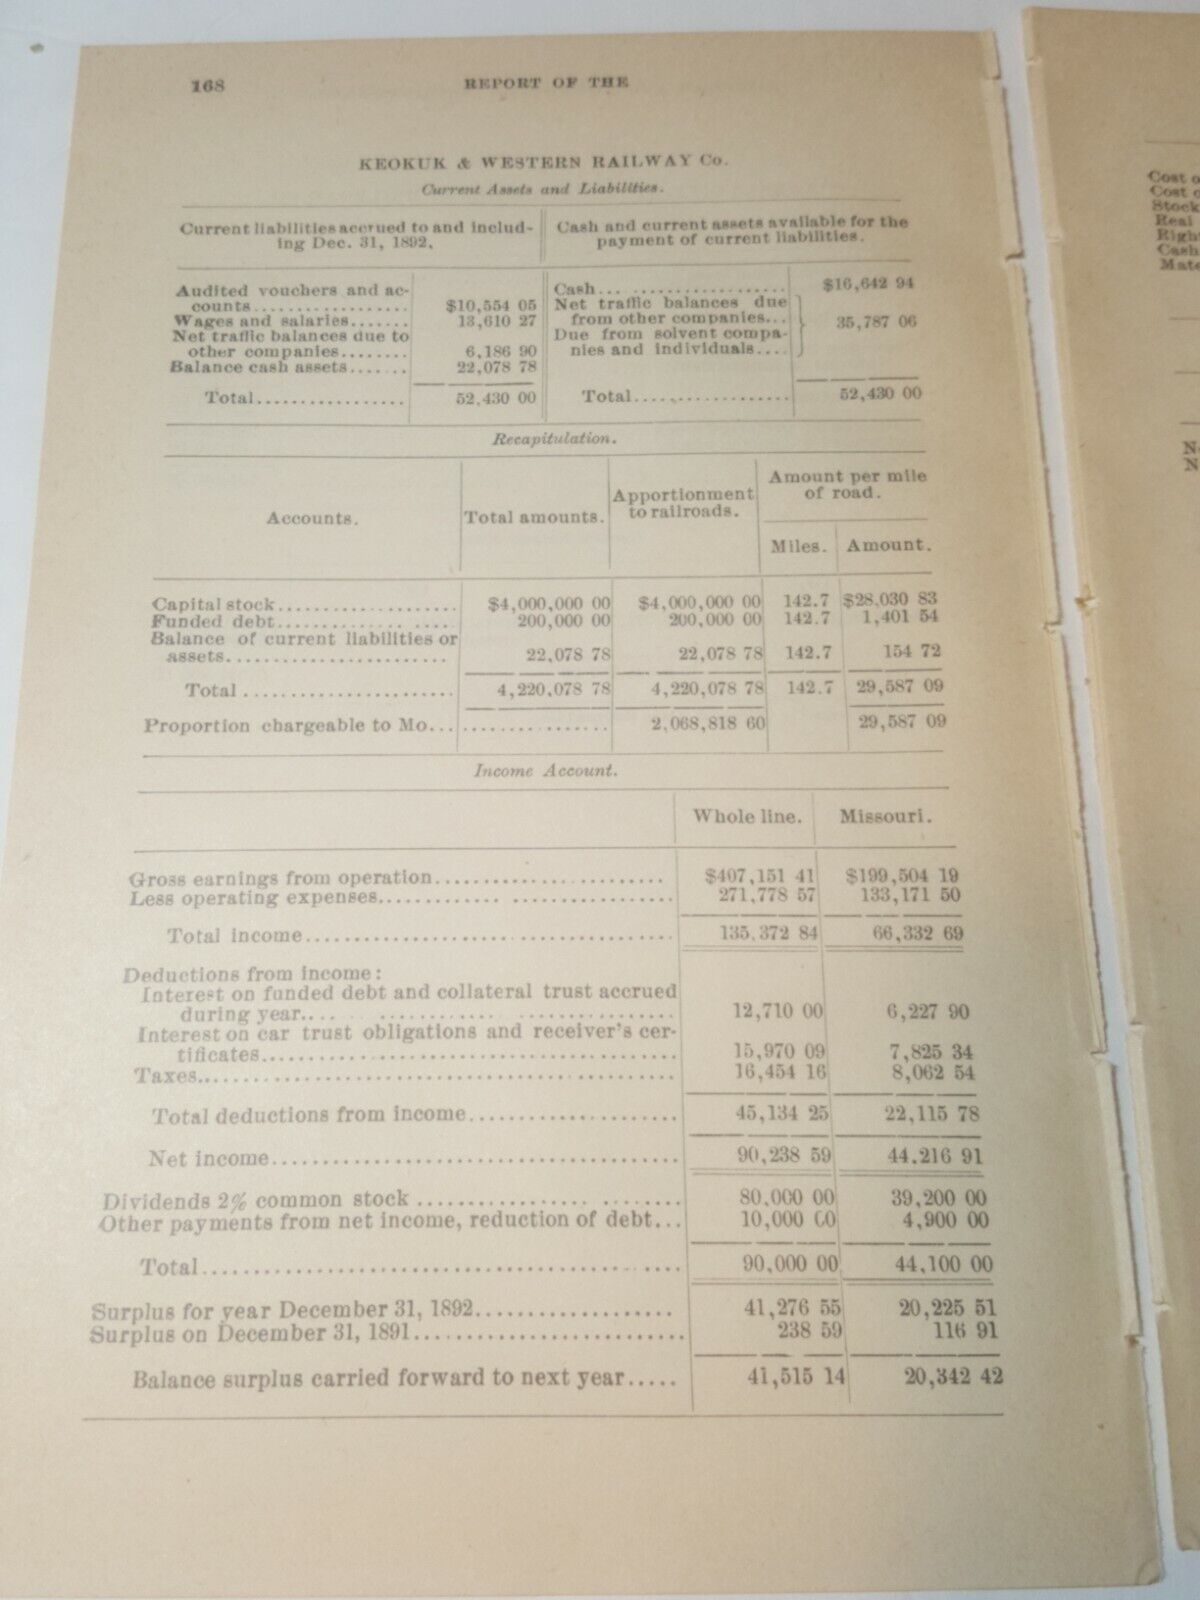 168 REPORT OF THE
KEOKUK & WESTERN RAILWAY Co.
Current Assets and Liabilities.
Current liabilities accrued to and includ-
ing Dec. 31, 1892.
Cash and current assets available for the
payment of current liabilities.
Audited vouchers and ac-
counts.................. $10,554 05
Wages and salaries....... 13,610 27
Net traffic balances due to
other companies........ 6,186 90
Balance cash assets....... 22,078 78
Total................. 52,430 00
Cash... .................. $16,642 94
Net traffic balances due
from other companies...
Due from solvent compa-
nies and individuals.... 35,787 06
Total.................. 52,430 00
Recapitulation.
Accounts. Total amounts. Apportionment
to railroads. Amount per mile
of road.
Miles. Amount.
Capital stock.................... $4,000,000 00 $4,000,000 00 142.7 $28,030 83
Funded debt.............. ..... 200,000 00 200,000 00 142.7 1,401 54
Balance of current liabilities or
assets........................ 22,078 78 22,078 78 142.7 154 72
Total ....................... 4,220,078 78 4,220,078 78 142.7 29,587 09
Proportion chargeable to Mo... ................ 2,068,818 60 29,587 09
Income Account.
Whole line. Missouri.
Gross earnings from operation......................... $407,151 41 $199,504 19
Less operating expenses............ ................. 271,778 57 133,171 50
Total income........................................ 135,372 84 66,332 69
Deductions from income:
Interest on funded debt and collateral trust accrued
during year.... ............ ................ 12,710 00 6,227 90
Interest on car trust obligations and receiver's cer-
tificates............................................. 15,970 09 7,825 34
Taxes.................................................... 16,454 16 8,062 54
Total deductions from income....................... 45,134 25 22,115 78
Net income............................................ 90,238 59 44.216 91
Dividends 2% common stock ................. ........ 80,000 00 39,200 00
Other payments from net income, reduction of debt... 10,000 00 4,900 00
Total.................................................... 90,000 00 44,100 00
Surplus for year December 31, 1892.................... 41,276 55 20,225 51
Surplus on December 31, 1891........................... 238 59 116 91
Balance surplus carried forward to next year..... 41,515 14 20,342 42
Cost o
Cost o
Stock
Real
Righ
Cash
Mate
N